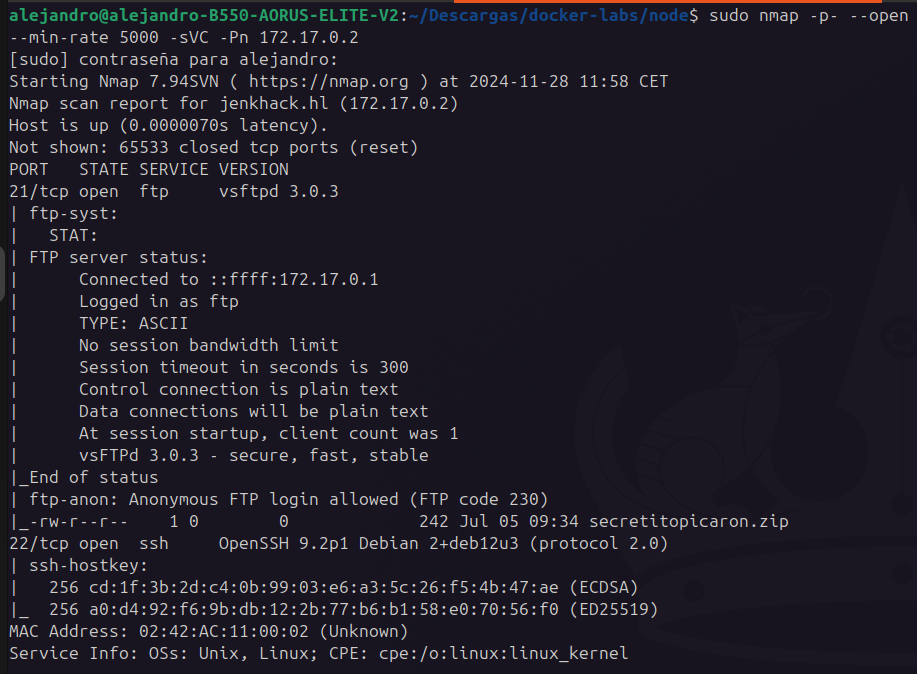 alejandro@alejandro-B550-AORUS-ELITE-V2:~/Descargas/docker-labs/node$ sudo nmap -p- --open
--min-rate 5000 -sVC -Pn 172.17.0.2
[sudo] contraseña para alejandro:
Starting Nmap 7.94SVN ( https://nmap.org ) at 2024-11-28 11:58 CET
Nmap scan report for jenkhack.hl (172.17.0.2)
Host is up (0.0000070s latency).
Not shown: 65533 closed tcp ports (reset)
PORT   STATE SERVICE VERSION
21/tcp open  ftp     vsftpd 3.0.3
| ftp-syst:
|   STAT:
| FTP server status:
|      Connected to ::ffff:172.17.0.1
|      Logged in as ftp
|      TYPE: ASCII
|      No session bandwidth limit
|      Session timeout in seconds is 300
|      Control connection is plain text
|      Data connections will be plain text
|      At session startup, client count was 1
|      vsFTPd 3.0.3 - secure, fast, stable
|_End of status
| ftp-anon: Anonymous FTP login allowed (FTP code 230)
|_-rw-r--r--    1 0        0             242 Jul 05 09:34 secretitopicaron.zip
22/tcp open  ssh     OpenSSH 9.2p1 Debian 2+deb12u3 (protocol 2.0)
| ssh-hostkey:
|   256 cd:1f:3b:2d:c4:0b:99:03:e6:a3:5c:26:f5:4b:47:ae (ECDSA)
|_  256 a0:d4:92:f6:9b:db:12:2b:77:b6:b1:58:e0:70:56:f0 (ED25519)
MAC Address: 02:42:AC:11:00:02 (Unknown)
Service Info: OSs: Unix, Linux; CPE: cpe:/o:linux:linux_kernel